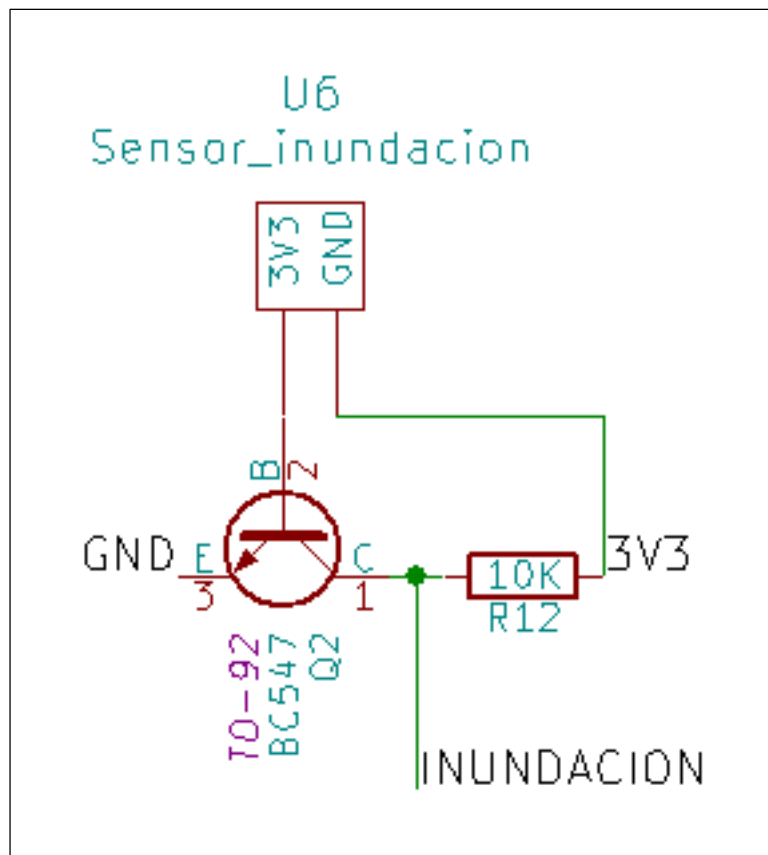 U6
Sensor_inundacion
3V3
GND
B
2
GND
E
3
C
1
10K
R12
3V3
TO-92
BC547
Q2
INUNDACION